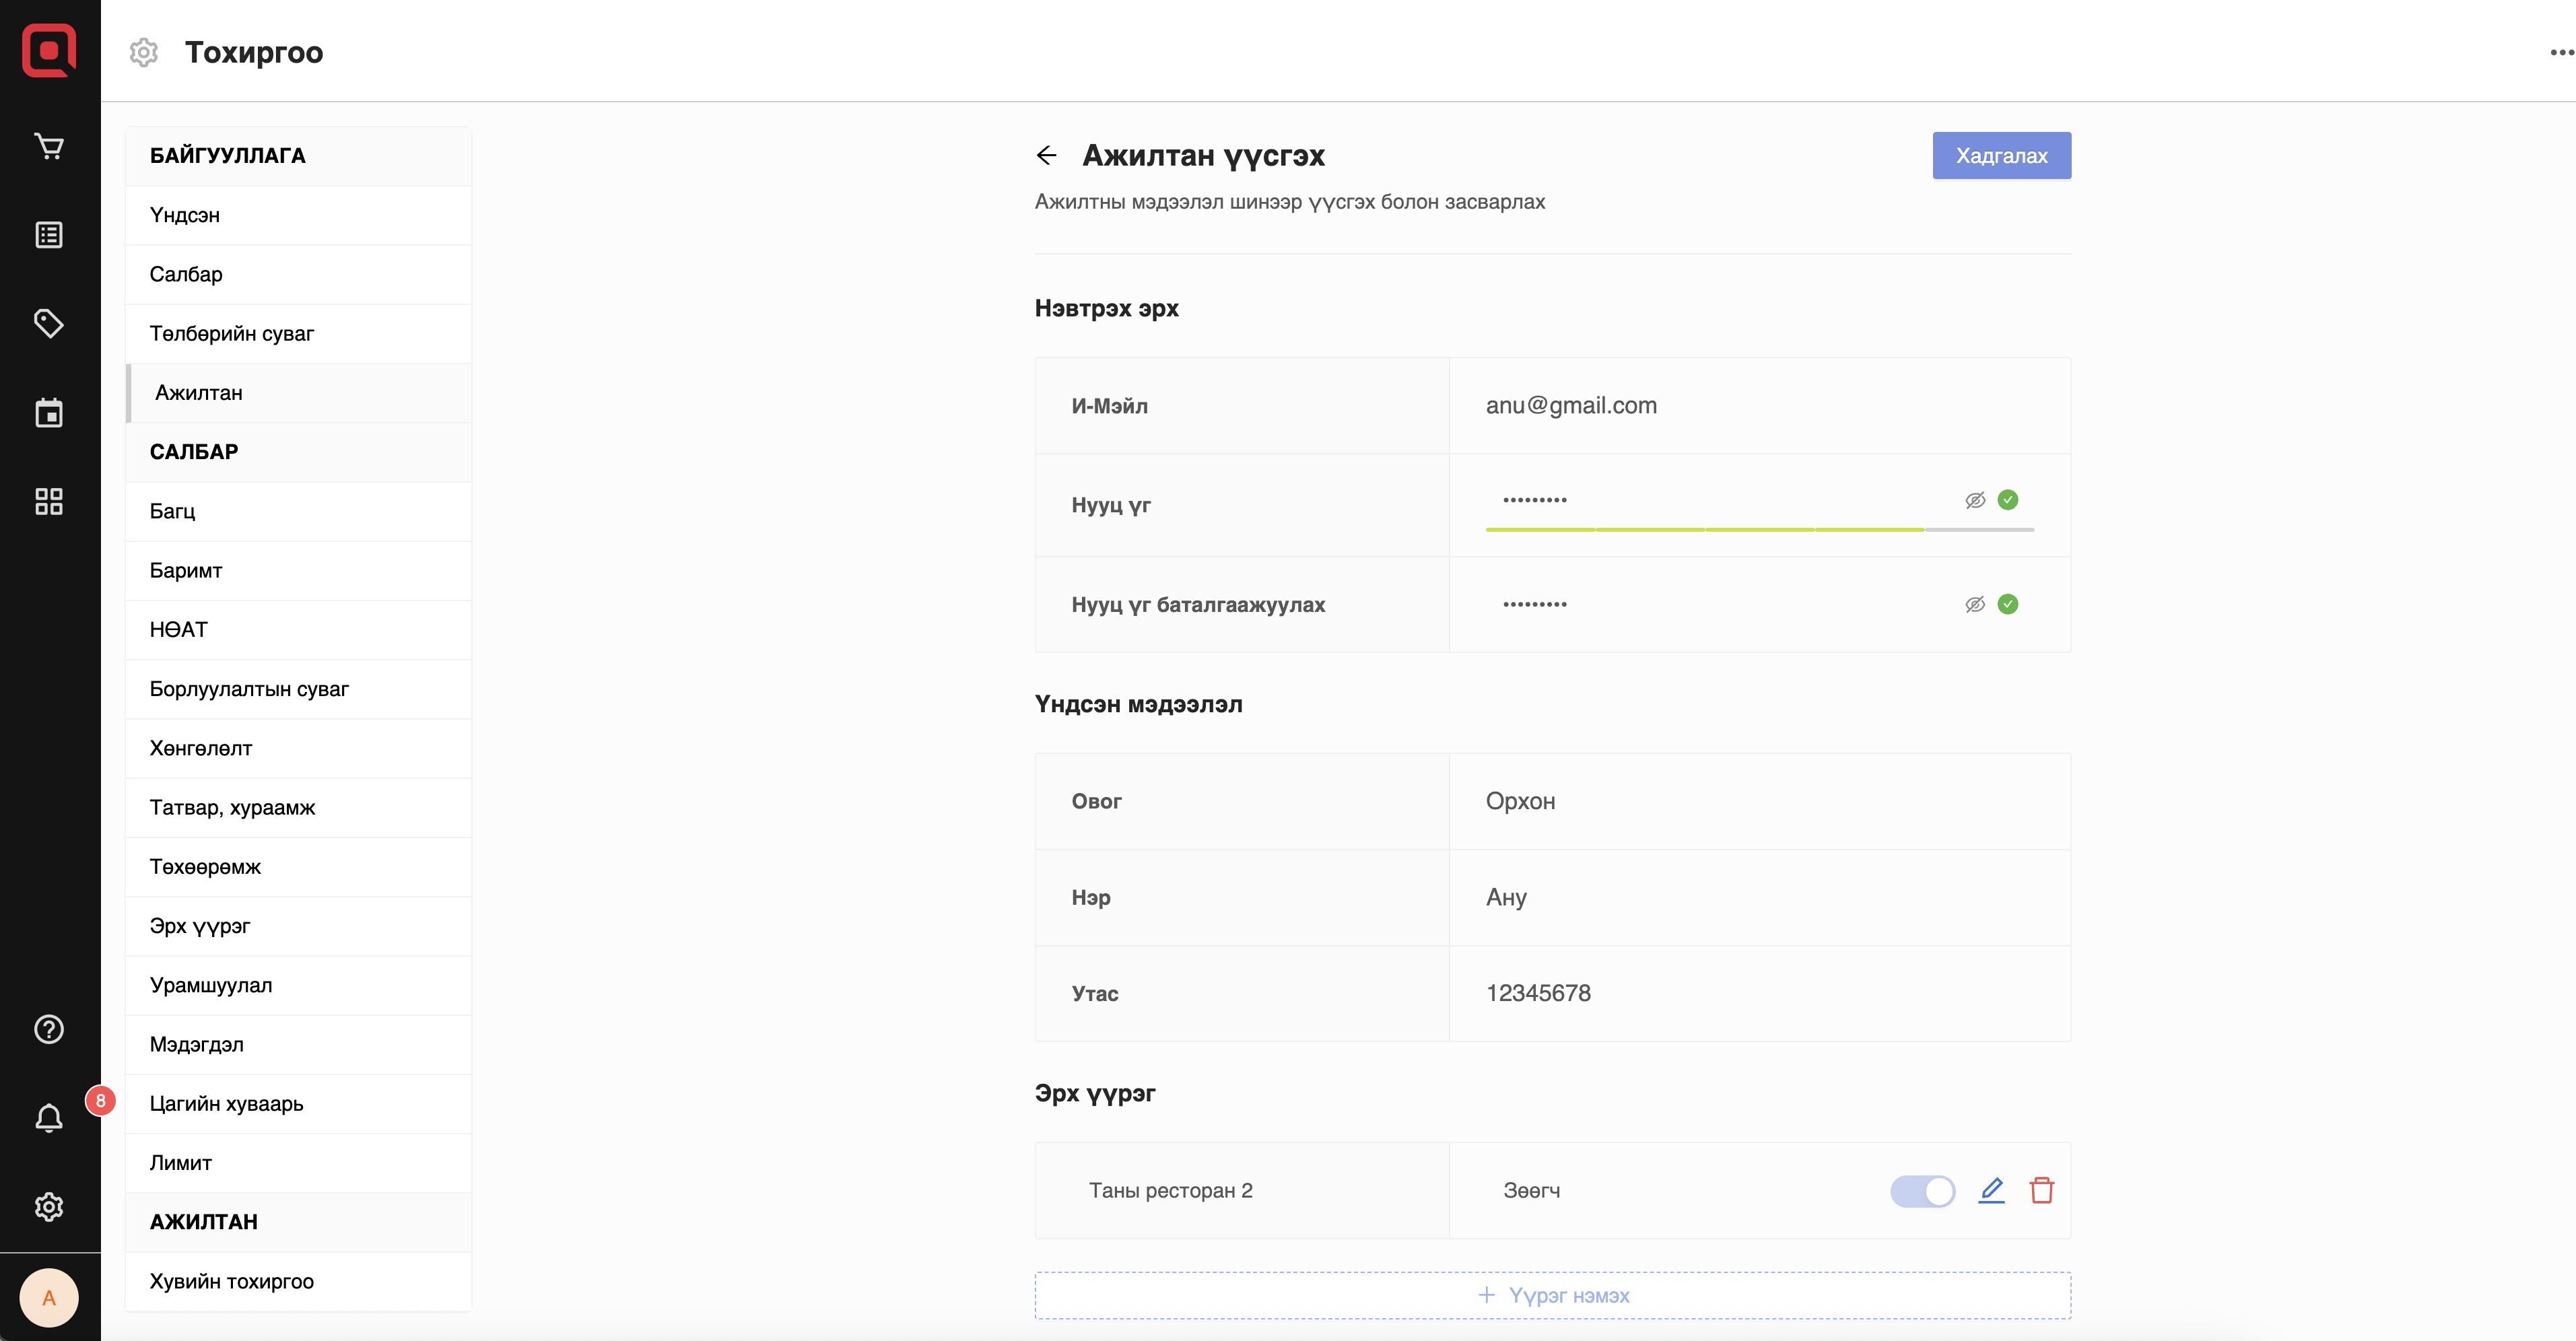 Тохиргоо
БАЙГУУЛЛАГА
Үндсэн
Салбар
Төлбөрийн суваг
Ажилтан
САЛБАР
Багц
Баримт
НӨАТ
Борлуулалтын суваг
Хөнгөлөлт
Татвар, хураамж
Төхөөрөмж
Эрх үүрэг
Урамшуулал
Мэдэгдэл
Цагийн хуваарь
Лимит
АЖИЛТАН
Хувийн тохиргоо
8
A
Ажилтан үүсгэх
Хадгалах
Ажилтны мэдээлэл шинээр үүсгэх болон засварлах
Нэвтрэх эрх
И-Мэйл anu@gmail.com
Нууц үг •••••••••
Нууц үг баталгаажуулах •••••••••
Үндсэн мэдээлэл
Овог Орхон
Нэр Ану
Утас 12345678
Эрх үүрэг
Таны ресторан 2 Зөөгч
+ Үүрэг нэмэх